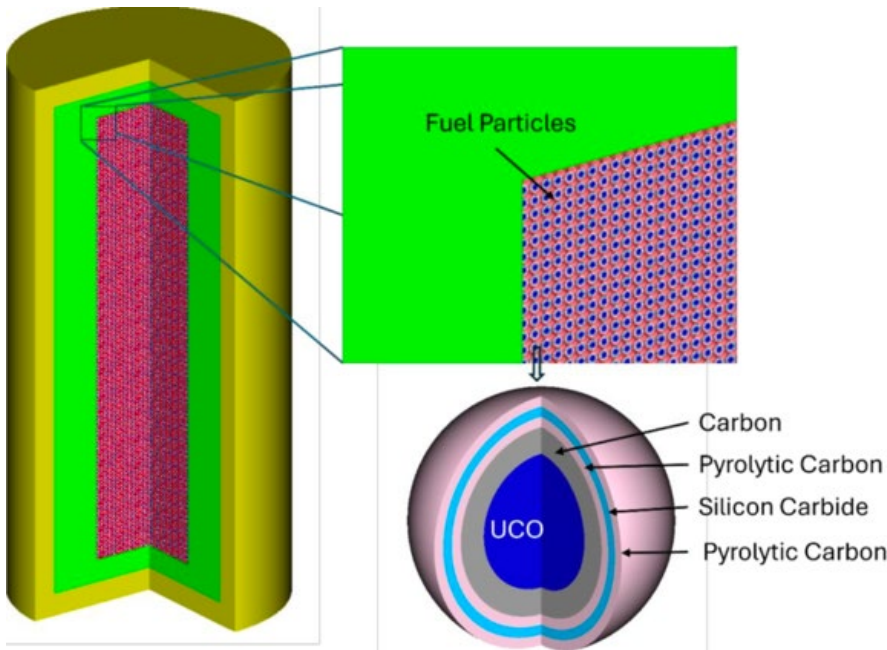 Fuel Particles
Carbon
Pyrolytic Carbon
UCO
Silicon Carbide
Pyrolytic Carbon